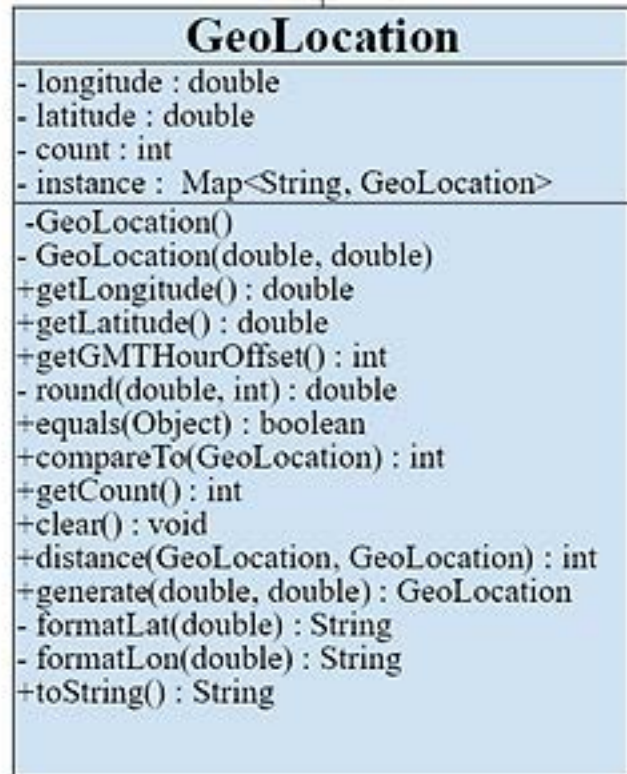 GeoLocation
- longitude : double
- latitude : double
- count : int
- instance :  Map<String, GeoLocation>
-GeoLocation()
- GeoLocation(double, double)
+getLongitude() : double
+getLatitude() : double
+getGMTHourOffset() : int
- round(double, int) : double
+equals(Object) : boolean
+compareTo(GeoLocation) : int
+getCount() : int
+clear() : void
+distance(GeoLocation, GeoLocation) : int
+generate(double, double) : GeoLocation
- formatLat(double) : String
- formatLon(double) : String
+toString() : String